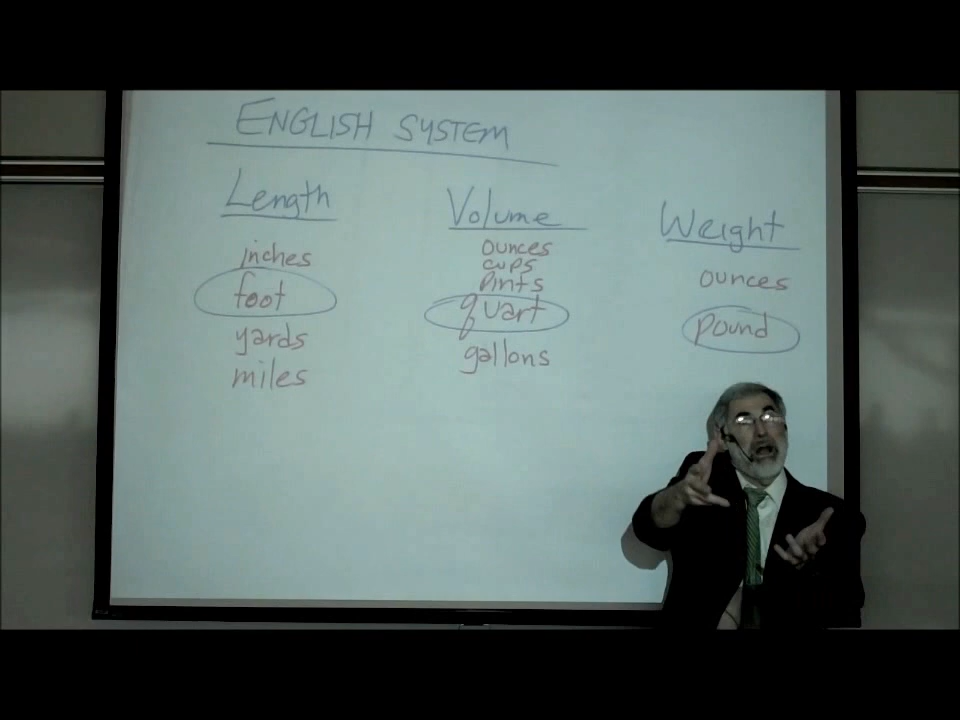 ENGLISH SYSTEM
Length
inches
foot
yards
miles
Volume
ounces
cups
pints
quart
gallons
Weight
ounces
pound